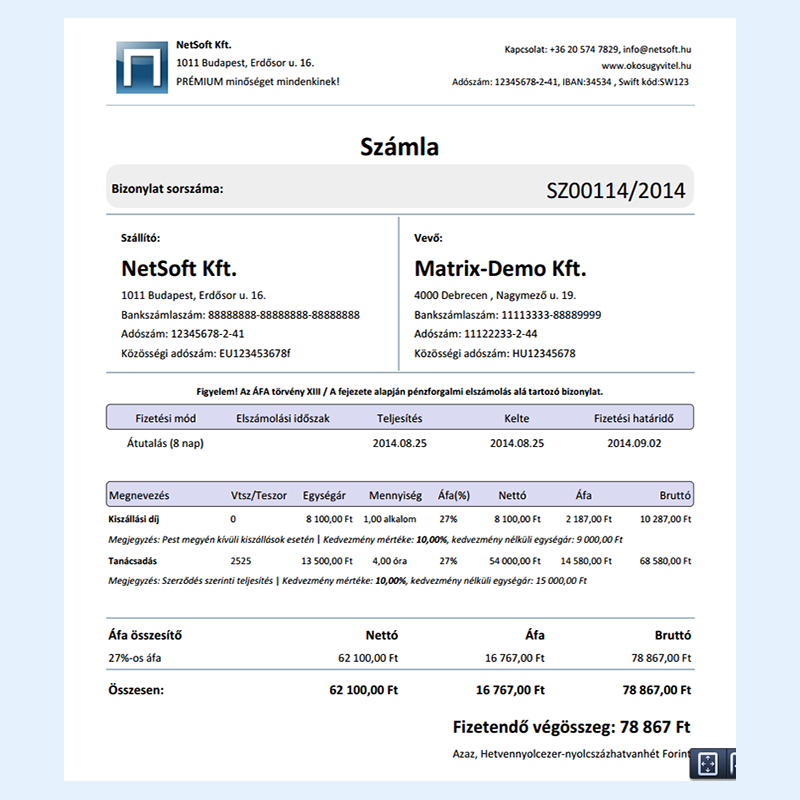 NetSoft Kft.
1011 Budapest, Erdősor u. 16.
PRÉMIUM minőséget mindenkinek!
Kapcsolat: +36 20 574 7829, info@netsoft.hu
www.okosugyvitel.hu
Adószám: 12345678-2-41, IBAN:34534 , Swift kód:SW123
Számla
Bizonylat sorszáma: SZ00114/2014
Szállító:
NetSoft Kft.
1011 Budapest, Erdősor u. 16.
Bankszámlaszám: 88888888-88888888-88888888
Adószám: 12345678-2-41
Közösségi adószám: EU123453678f
Vevő:
Matrix-Demo Kft.
4000 Debrecen , Nagymező u. 19.
Bankszámlaszám: 11113333-88889999
Adószám: 11122233-2-44
Közösségi adószám: HU12345678
Figyelem! Az ÁFA törvény XIII / A fejezete alapján pénzforgalmi elszámolás alá tartozó bizonylat.
Fizetési mód Elszámolási időszak Teljesítés Kelte Fizetési határidő
Átutalás (8 nap) 2014.08.25 2014.08.25 2014.09.02
Megnevezés Vtsz/Teszor Egységár Mennyiség Áfa(%) Nettó Áfa Bruttó
Kiszállási díj 0 8 100,00 Ft 1,00 alkalom 27% 8 100,00 Ft 2 187,00 Ft 10 287,00 Ft
Megjegyzés: Pest megyén kívüli kiszállások esetén | Kedvezmény mértéke: 10,00%, kedvezmény nélküli egységár: 9 000,00 Ft
Tanácsadás 2525 13 500,00 Ft 4,00 óra 27% 54 000,00 Ft 14 580,00 Ft 68 580,00 Ft
Megjegyzés: Szerződés szerinti teljesítés | Kedvezmény mértéke: 10,00%, kedvezmény nélküli egységár: 15 000,00 Ft
Áfa összesítő Nettó Áfa Bruttó
27%-os áfa 62 100,00 Ft 16 767,00 Ft 78 867,00 Ft
Összesen: 62 100,00 Ft 16 767,00 Ft 78 867,00 Ft
Fizetendő végösszeg: 78 867 Ft
Azaz, Hetvennyolcezer-nyolcszázhatvanhét Forint